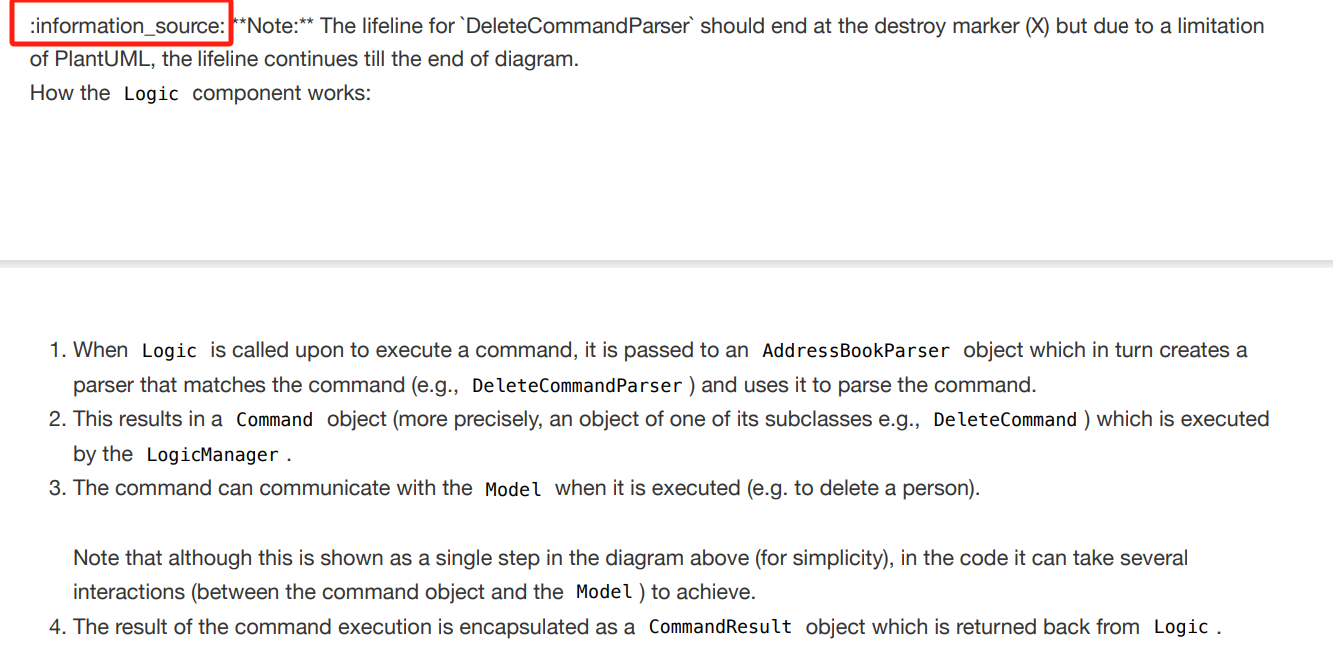 :information_source: **Note:** The lifeline for `DeleteCommandParser` should end at the destroy marker (X) but due to a limitation
of PlantUML, the lifeline continues till the end of diagram.
How the Logic component works:
1. When Logic is called upon to execute a command, it is passed to an AddressBookParser object which in turn creates a
parser that matches the command (e.g., DeleteCommandParser ) and uses it to parse the command.
2. This results in a Command object (more precisely, an object of one of its subclasses e.g., DeleteCommand ) which is executed
by the LogicManager .
3. The command can communicate with the Model when it is executed (e.g. to delete a person).
Note that although this is shown as a single step in the diagram above (for simplicity), in the code it can take several
interactions (between the command object and the Model ) to achieve.
4. The result of the command execution is encapsulated as a CommandResult object which is returned back from Logic .